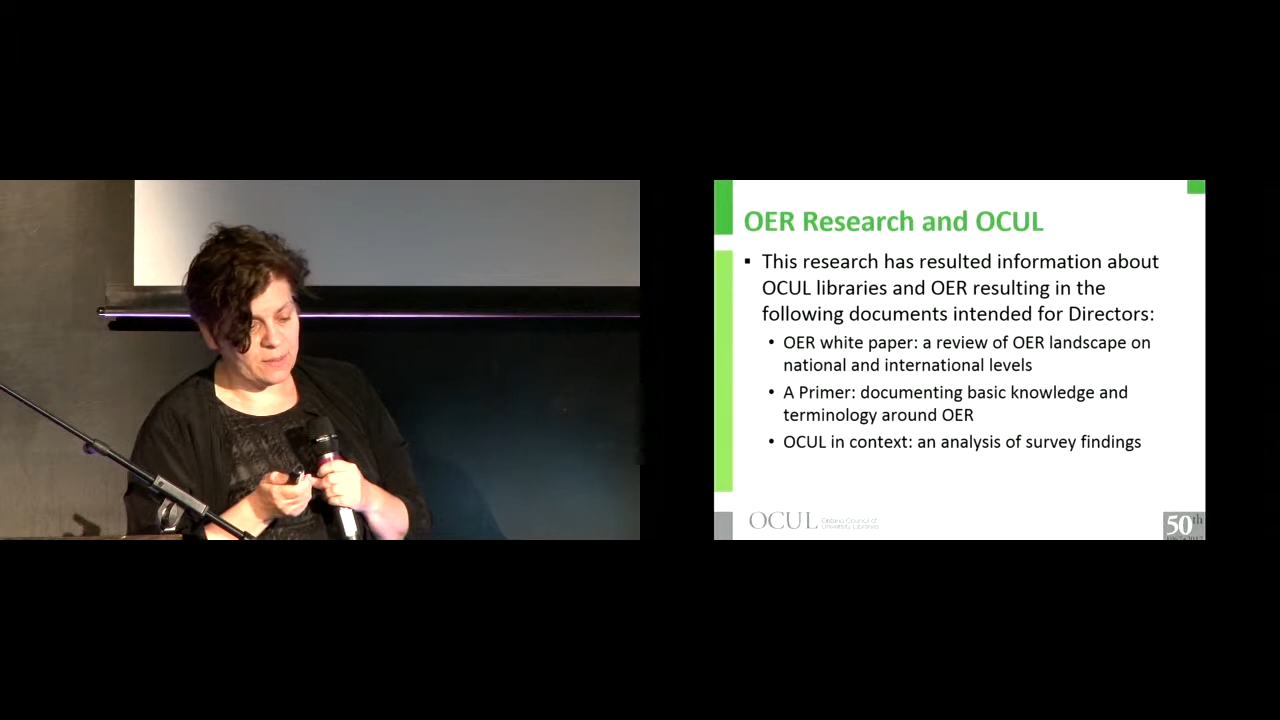 OER Research and OCUL
▪ This research has resulted information about
OCUL libraries and OER resulting in the
following documents intended for Directors:
• OER white paper: a review of OER landscape on
national and international levels
• A Primer: documenting basic knowledge and
terminology around OER
• OCUL in context: an analysis of survey findings
OCUL Ontario Council of
University Libraries
50th